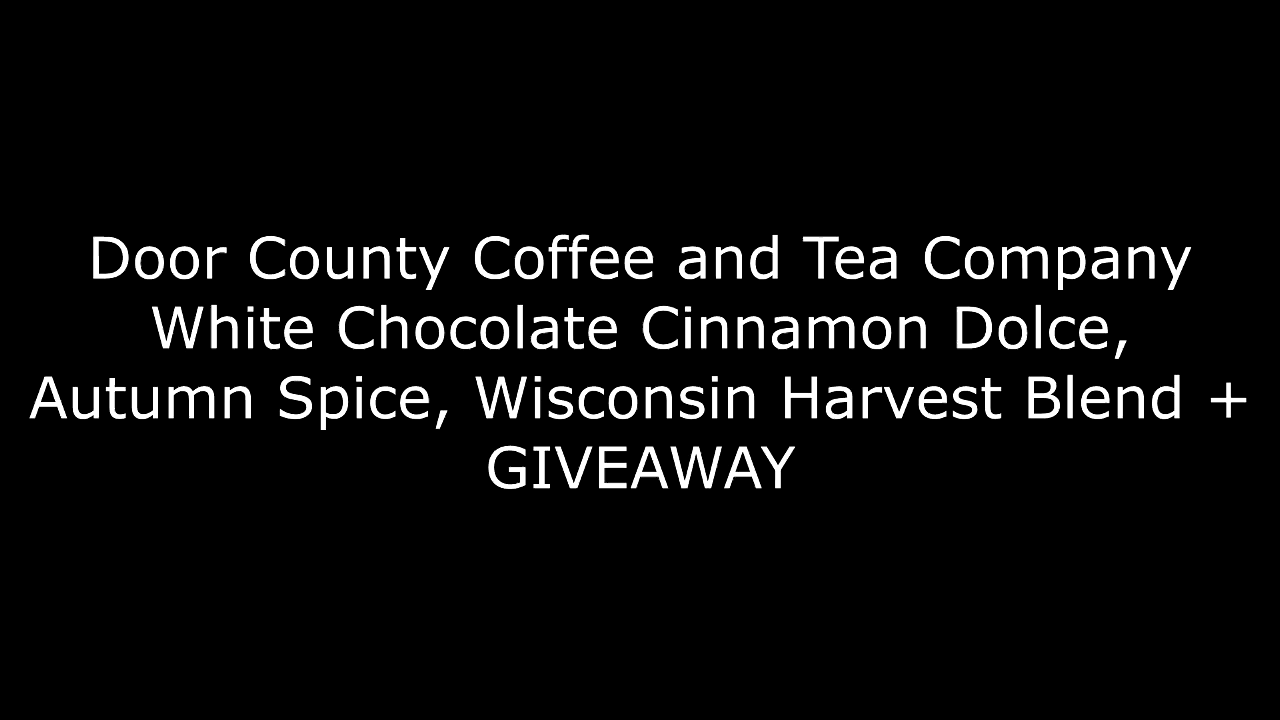 Door County Coffee and Tea Company
White Chocolate Cinnamon Dolce,
Autumn Spice, Wisconsin Harvest Blend +
GIVEAWAY